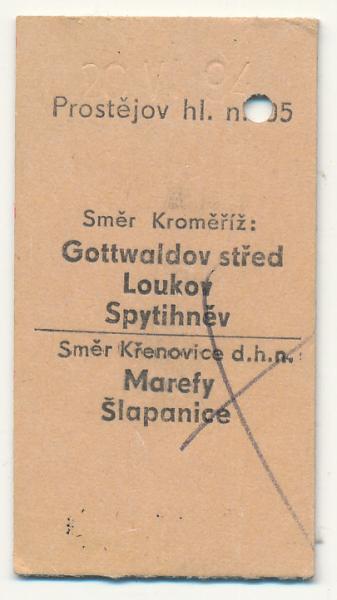 Prostějov hl. n. 05
Směr Kroměříž:
Gottwaldov střed
Loukov
Spytihněv
Směr Křenovice d.h.n.:
Marefy
Šlapanice